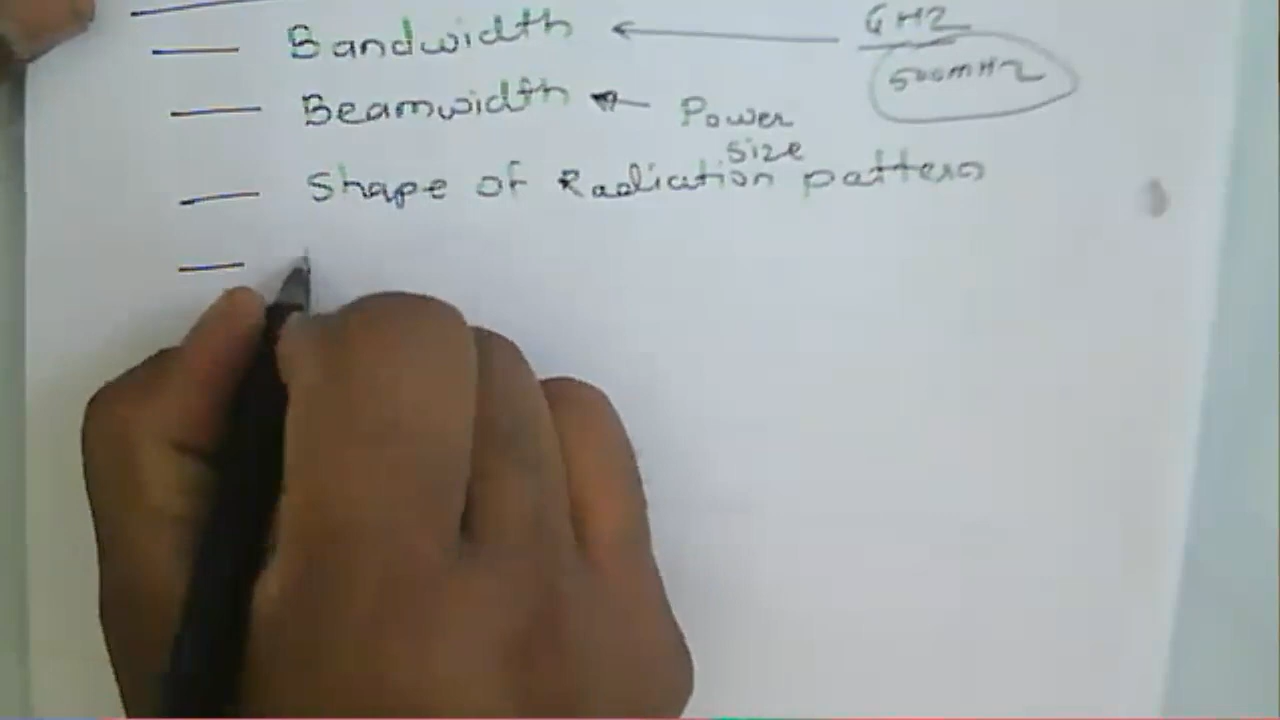 Bandwidth ← GHz
500mHz
Beamwidth ← Power
size
Shape of Radiation pattern